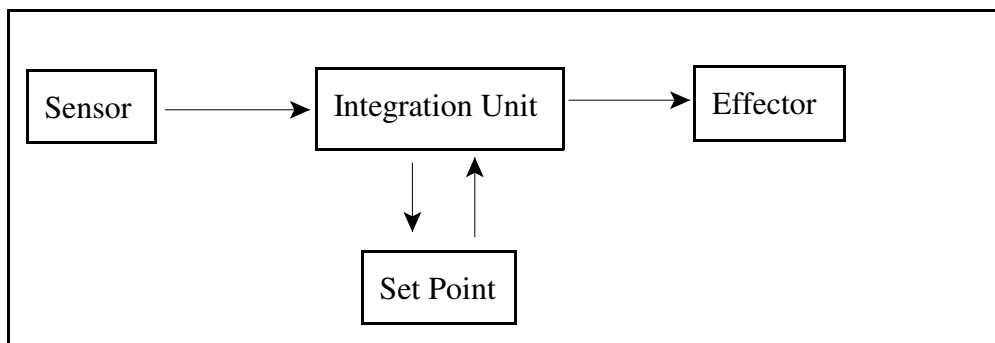 Sensor
Integration Unit
Effector
Set Point